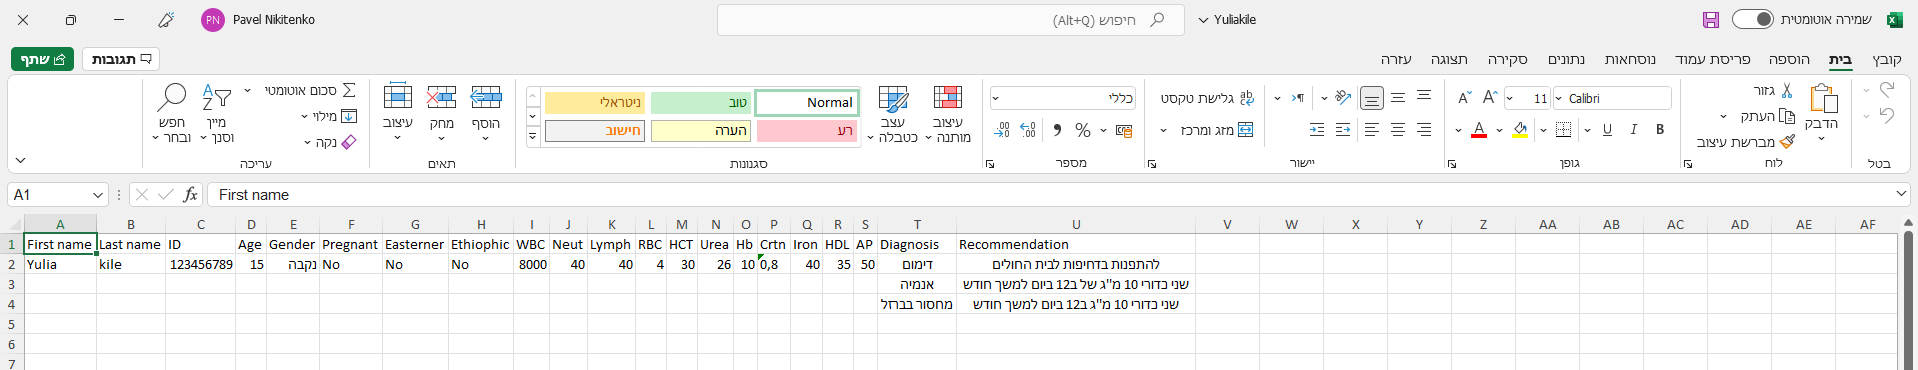 שמירה אוטומטית
Yuliakile
חיפוש (Alt+Q)
Pavel Nikitenko
PN
קובץ בית הוספה פריסת עמוד נוסחאות נתונים סקירה תצוגה עזרה
תגובות
שתף
בטל
הדבק
גזור
העתק
מברשת עיצוב
לוח
Calibri
11
B I U
גופן
גלישת טקסט
מזג ומרכז
יישור
כללי
מספר
עיצוב מותנה
עצב כטבלה
Normal טוב ניטראלי
רע הערה חישוב
סגנונות
הוסף
מחק
עיצוב
תאים
סכום אוטומטי
מילוי
נקה
מיין וסנן
חפש ובחר
עריכה
A1
fx
First name
A B C D E F G H I J K L M N O P Q R S T U V W X Y Z AA AB AC AD AE AF
1 First name Last name ID Age Gender Pregnant Easterner Ethiophic WBC Neut Lymph RBC HCT Urea Hb Crtn Iron HDL AP Diagnosis Recommendation
2 Yulia kile 123456789 15 נקבה No No No 8000 40 40 4 30 26 10 0,8 40 35 50 דימום להתפנות בדחיפות לבית החולים
3 אנמיה שני כדורי 10 מ"ג של ב12 ביום למשך חודש
4 מחסור בברזל שני כדורי 10 מ"ג ב12 ביום למשך חודש
5
6
7